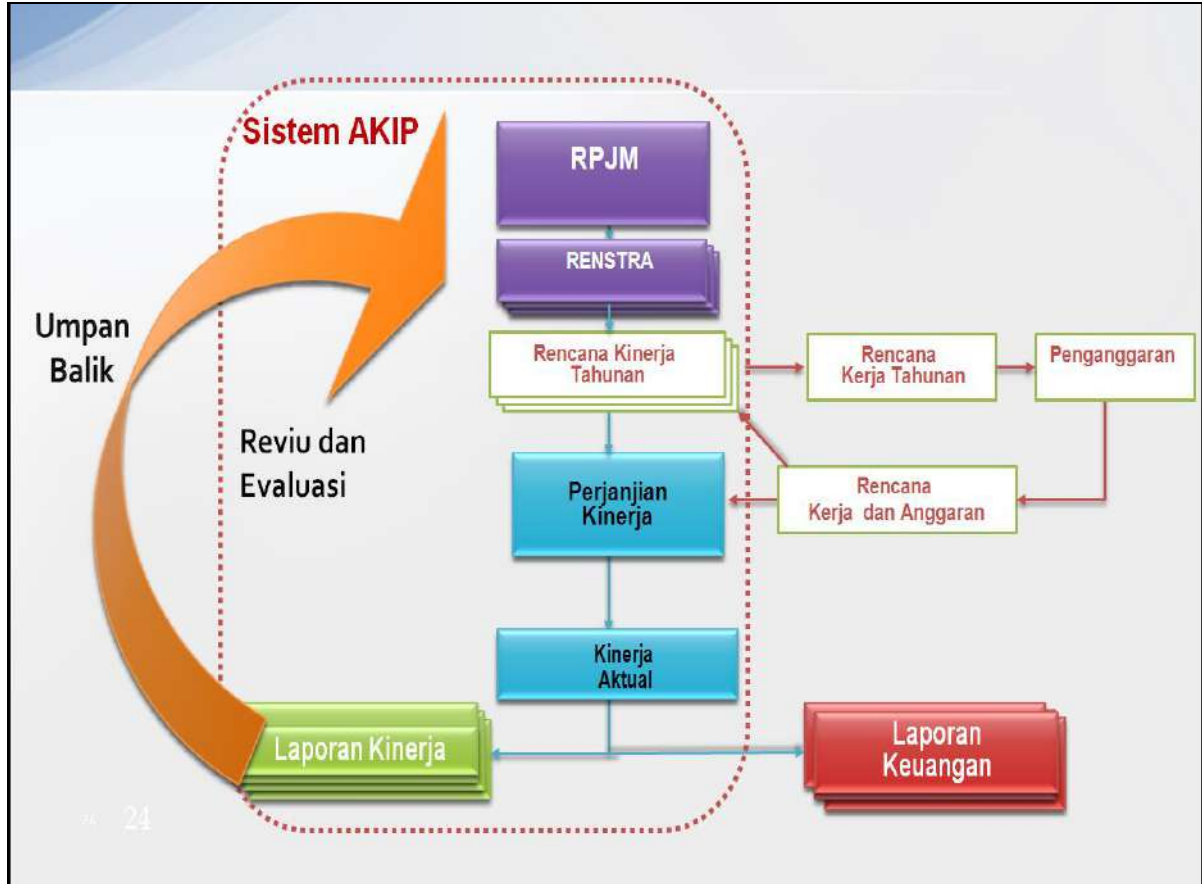 Sistem AKIP
RPJM
RENSTRA
Umpan
Balik
Rencana Kinerja
Tahunan
Rencana
Kerja Tahunan
Penganggaran
Reviu dan
Evaluasi
Perjanjian
Kinerja
Rencana
Kerja dan Anggaran
Kinerja
Aktual
Laporan Kinerja
Laporan
Keuangan
24